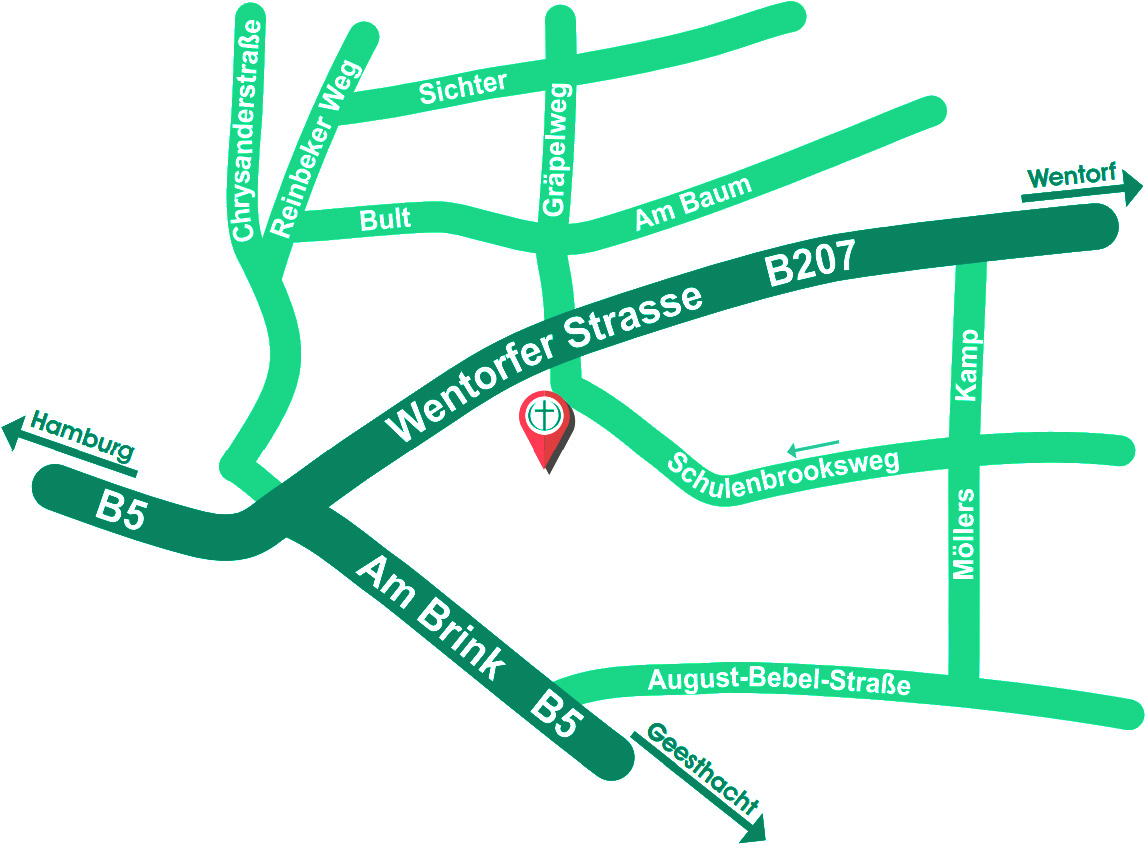 Chrysanderstraße
Reinbeker Weg
Sichter
Gräpelweg
Bult
Am Baum
Wentorf
Wentorfer Strasse B207
Kamp
Möllers
Hamburg
B5
Schulenbrooksweg
Am Brink B5
August-Bebel-Straße
Geesthacht